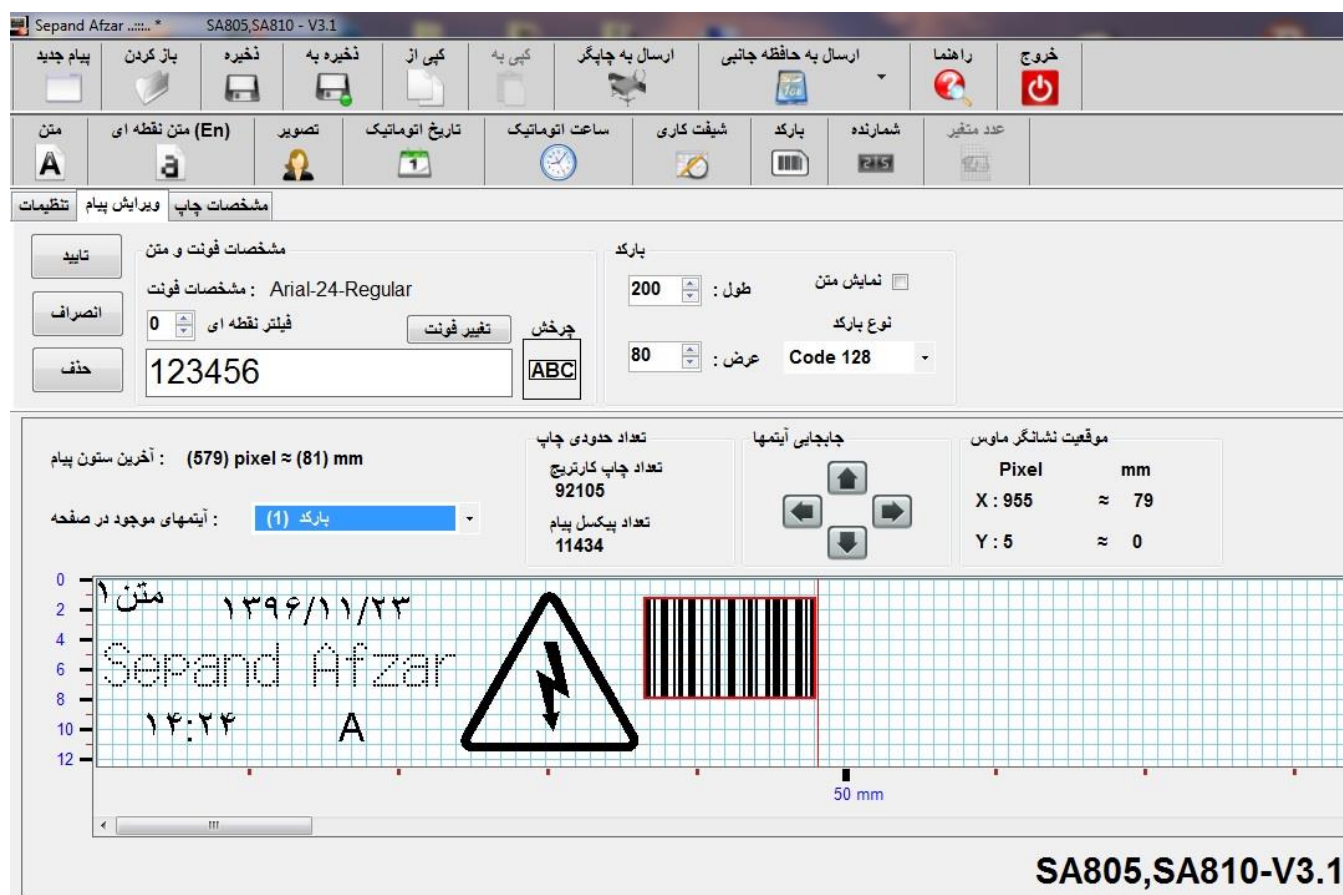 Sepand Afzar ..:::.. * SA805,SA810 - V3.1
پیام جدید باز کردن ذخیره ذخیره به کپی از کپی به ارسال به چاپگر ارسال به حافظه جانبی راهنما خروج
متن متن نقطه ای (En) تصویر تاریخ اتوماتیک ساعت اتوماتیک شیفت کاری بارکد شمارنده عدد متغیر
تنظیمات ویرایش پیام مشخصات چاپ
تایید
انصراف
حذف
مشخصات فونت و متن
مشخصات فونت : Arial-24-Regular
فیلتر نقطه ای 0
تغییر فونت
چرخش
ABC
123456
بارکد
طول : 200
نمایش متن
نوع بارکد
عرض : 80
Code 128
آخرین ستون پیام : (579) pixel ≈ (81) mm
آیتمهای موجود در صفحه : بارکد (1)
تعداد حدودی چاپ
تعداد چاپ کارتریج
92105
تعداد پیکسل پیام
11434
جابجایی آیتمها
موقعیت نشانگر ماوس
Pixel mm
X : 955 ≈ 79
Y : 5 ≈ 0
0
2
4
6
8
10
12
متن ۱
۱۳۹۶/۱۱/۲۳
Sepand Afzar
۱۴:۲۴ A
50 mm
SA805,SA810-V3.1